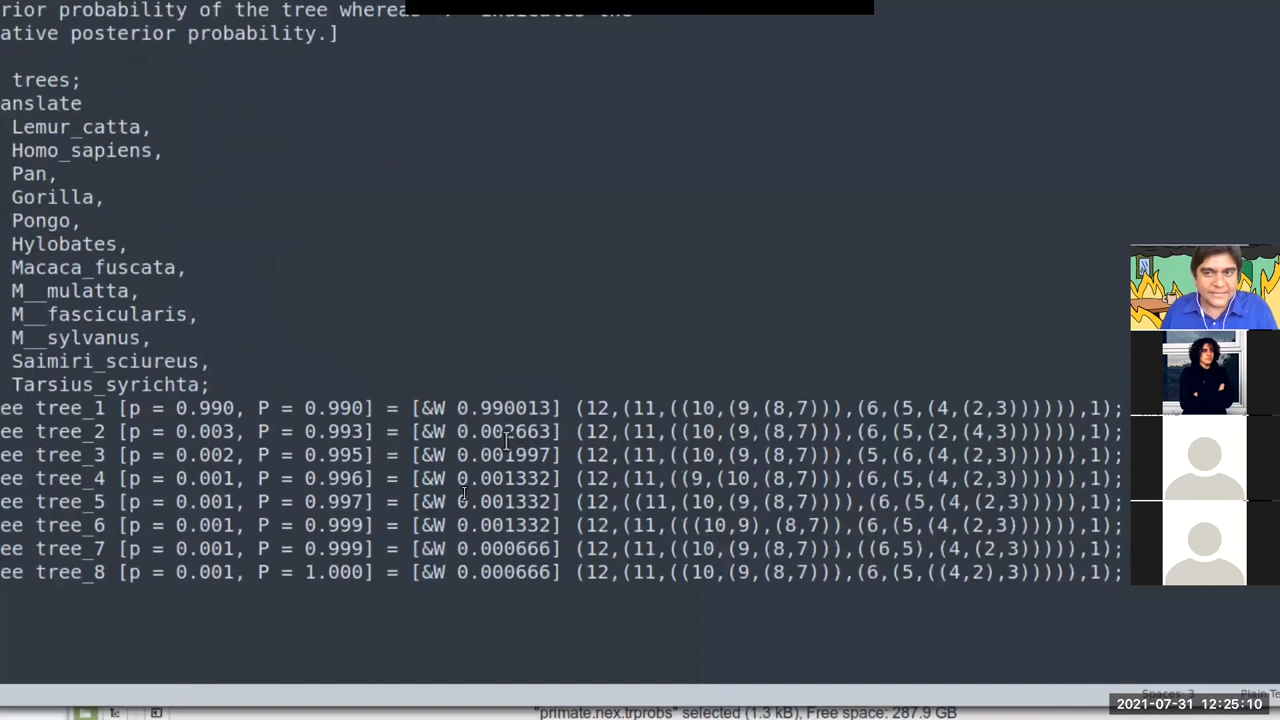 rior probability of the tree whereas
ative posterior probability.]
trees;
anslate
Lemur_catta,
Homo_sapiens,
Pan,
Gorilla,
Pongo,
Hylobates,
Macaca_fuscata,
M__mulatta,
M__fascicularis,
M__sylvanus,
Saimiri_sciureus,
Tarsius_syrichta;
ee tree_1 [p = 0.990, P = 0.990] = [&W 0.990013] (12,(11,((10,(9,(8,7))),(6,(5,(4,(2,3)))))),1);
ee tree_2 [p = 0.003, P = 0.993] = [&W 0.002663] (12,(11,((10,(9,(8,7))),(6,(5,(2,(4,3)))))),1);
ee tree_3 [p = 0.002, P = 0.995] = [&W 0.001997] (12,(11,((10,(9,(8,7))),(5,(6,(4,(2,3)))))),1);
ee tree_4 [p = 0.001, P = 0.996] = [&W 0.001332] (12,(11,((9,(10,(8,7))),(6,(5,(4,(2,3)))))),1);
ee tree_5 [p = 0.001, P = 0.997] = [&W 0.001332] (12,((11,(10,(9,(8,7)))),(6,(5,(4,(2,3))))),1);
ee tree_6 [p = 0.001, P = 0.999] = [&W 0.001332] (12,(11,(((10,9),(8,7)),(6,(5,(4,(2,3)))))),1);
ee tree_7 [p = 0.001, P = 0.999] = [&W 0.000666] (12,(11,((10,(9,(8,7))),((6,5),(4,(2,3))))),1);
ee tree_8 [p = 0.001, P = 1.000] = [&W 0.000666] (12,(11,((10,(9,(8,7))),(6,(5,((4,2),3))))),1);
Spaces: 3 Plain Te
2021-07-31 12:25:10
"primate.nex.trprobs" selected (1.3 kB), Free space: 287.9 GB